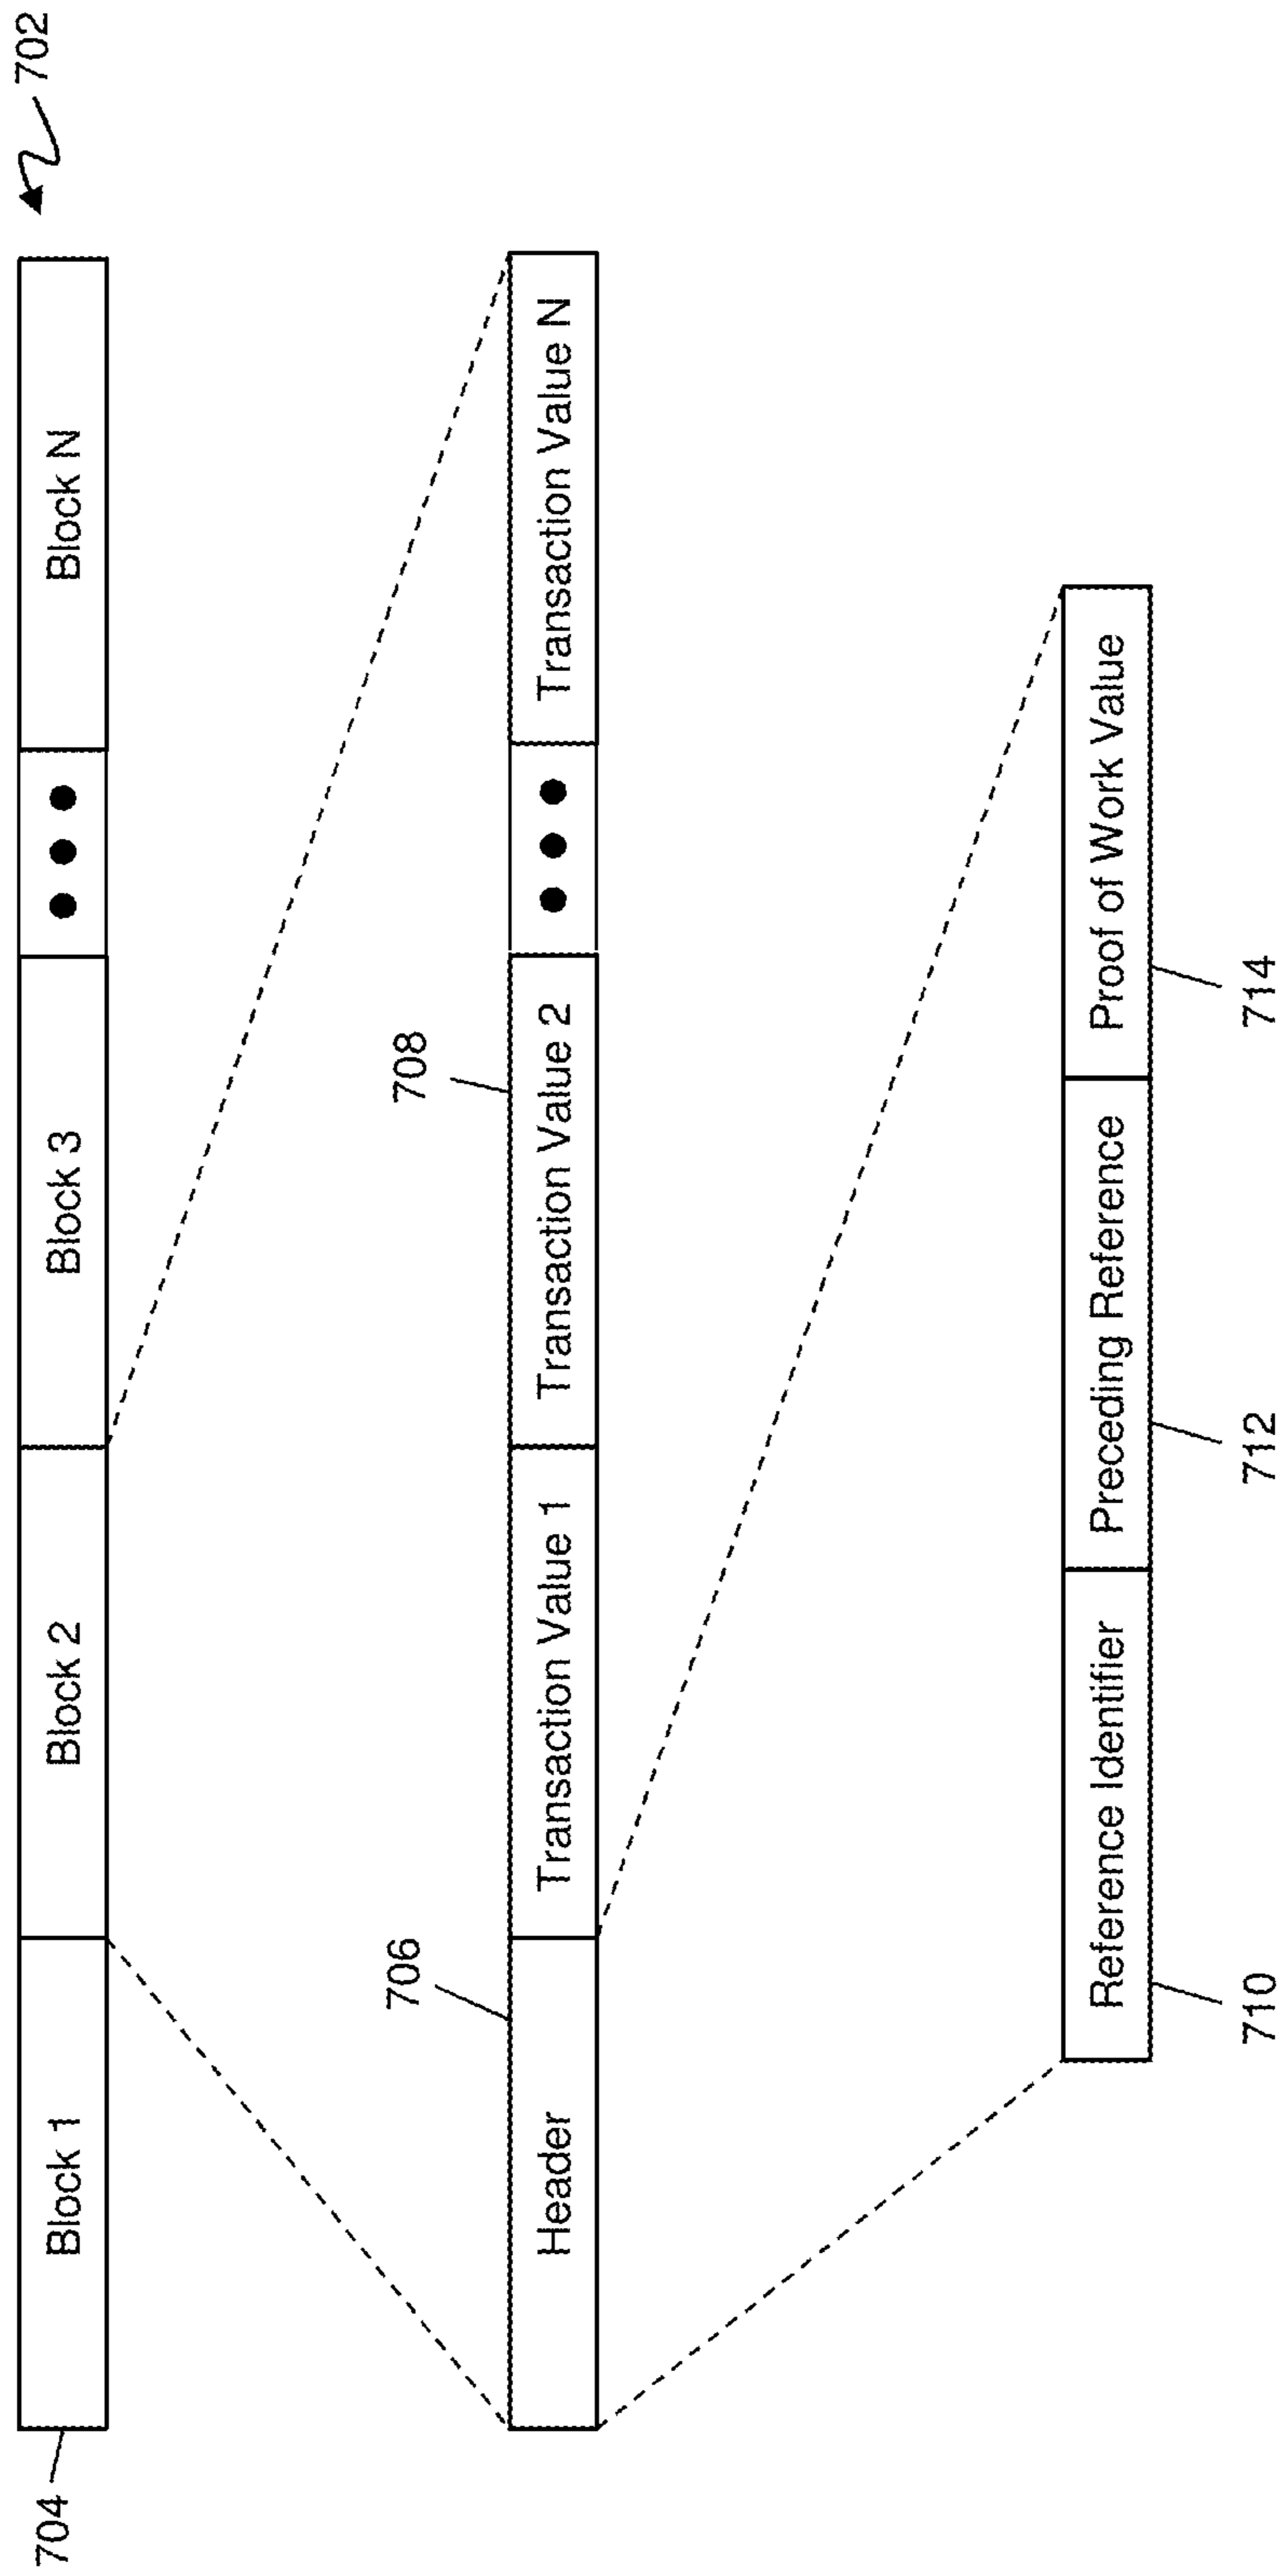 702
704
Block 1
Block 2
Block 3
Block N
706
708
Header
Transaction Value 1
Transaction Value 2
Transaction Value N
Reference Identifier
Preceding Reference
Proof of Work Value
710
712
714